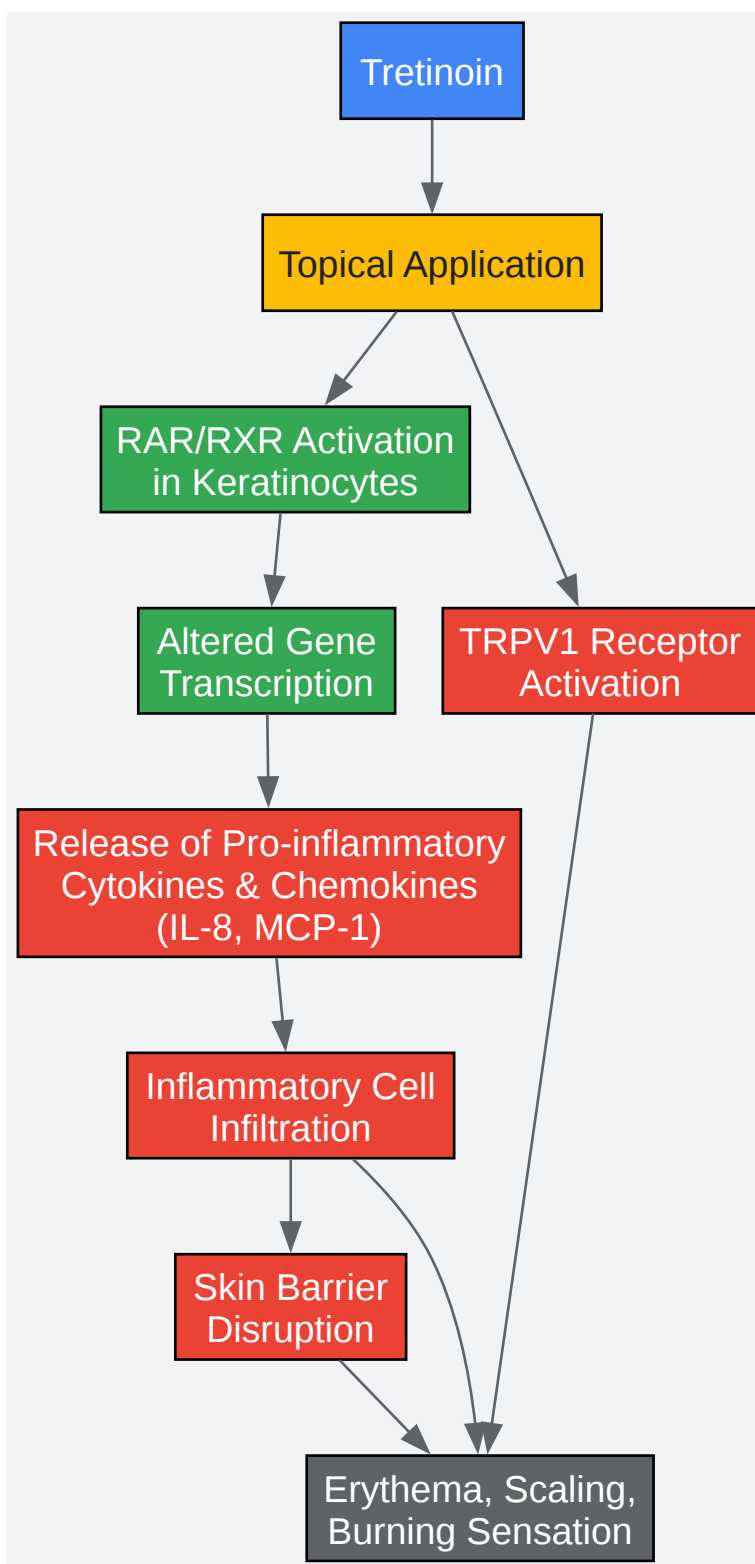 Tretinoin
Topical Application
RAR/RXR Activation
in Keratinocytes
Altered Gene
Transcription
TRPV1 Receptor
Activation
Release of Pro-inflammatory
Cytokines & Chemokines
(IL-8, MCP-1)
Inflammatory Cell
Infiltration
Skin Barrier
Disruption
Erythema, Scaling,
Burning Sensation